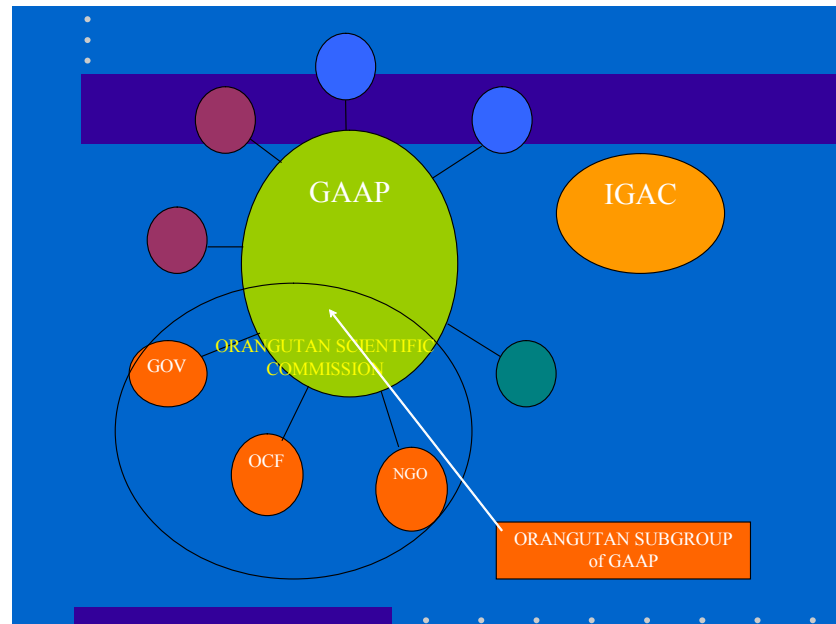 GAAP
IGAC
ORANGUTAN SCIENTIFIC
COMMISSION
GOV
OCF
NGO
ORANGUTAN SUBGROUP
of GAAP